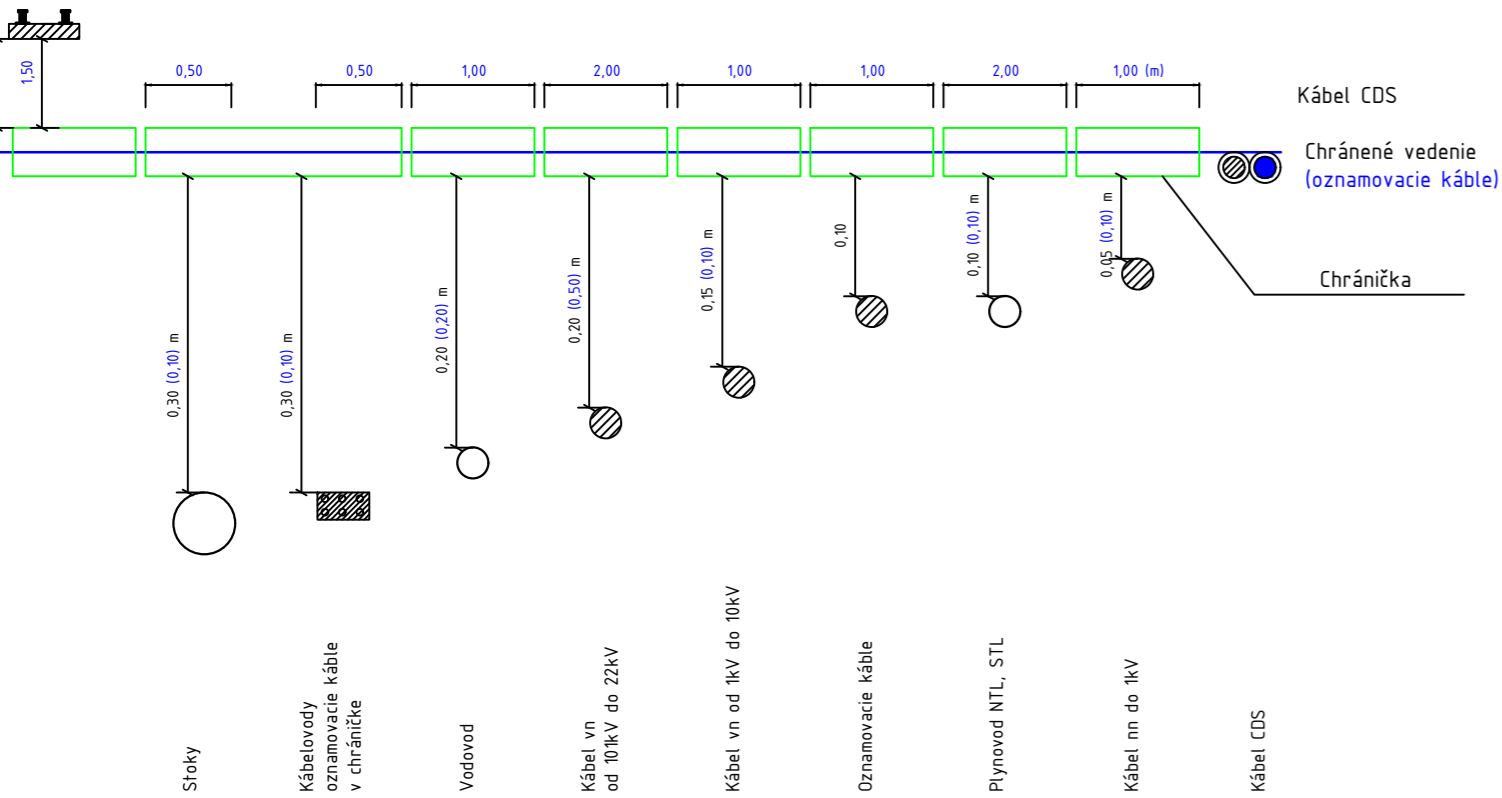 0,50
0,50
1,00
2,00
1,00
1,00
2,00
1,00 (m)
1,50
Kábel CDS
Chránené vedenie
(oznamovacie káble)
Chránička
0,30 (0,10) m
0,30 (0,10) m
0,20 (0,20) m
0,20 (0,50) m
0,15 (0,10) m
0,10
0,10 (0,10) m
0,05 (0,10) m
Stoky
Kábelovody
oznamovacie káble
v chráničke
Vodovod
Kábel vn
od 101kV do 22kV
Kábel vn od 1kV do 10kV
Oznamovacie káble
Plynovod NTL, STL
Kábel nn do 1kV
Kábel CDS